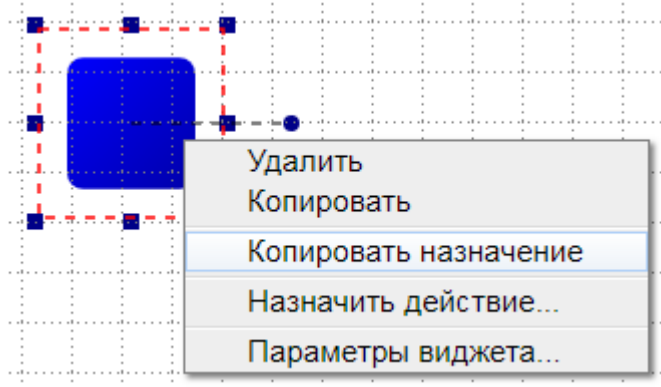 Удалить
Копировать
Копировать назначение
Назначить действие...
Параметры виджета...